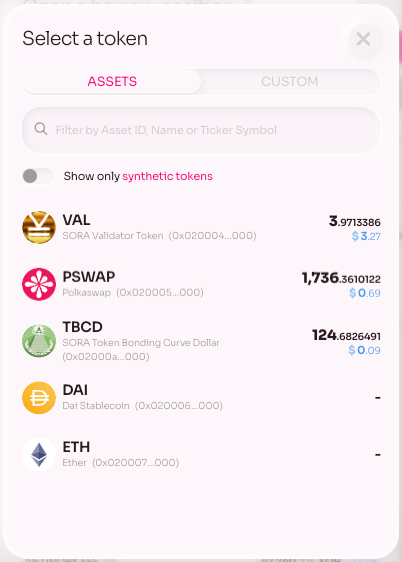 Select a token
ASSETS CUSTOM
Filter by Asset ID, Name or Ticker Symbol
Show only synthetic tokens
VAL 3.9713386
SORA Validator Token (0x020004...000) $ 3.27
PSWAP 1,736.3610122
Polkaswap (0x020005...000) $ 0.69
TBCD 124.6826491
SORA Token Bonding Curve Dollar $ 0.09
(0x02000a...000)
DAI -
Dai Stablecoin (0x020006...000)
ETH -
Ether (0x020007...000)